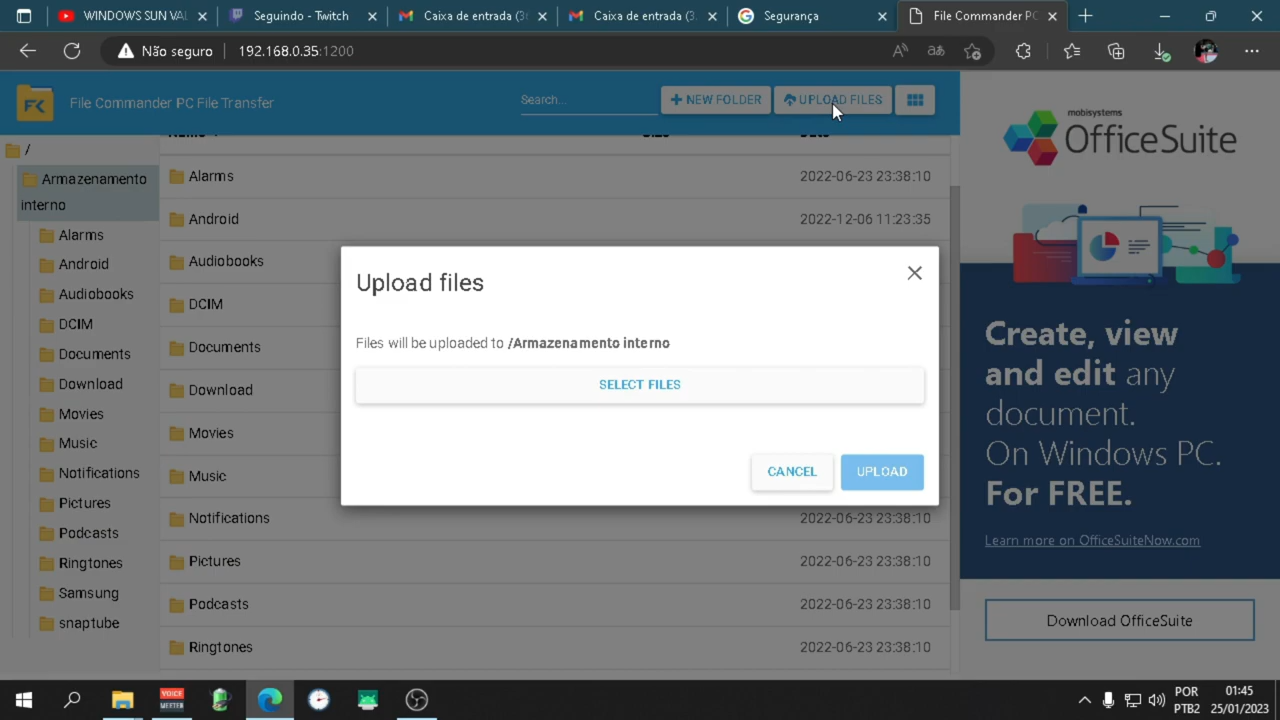 WINDOWS SUN VAL
Seguindo - Twitch
Caixa de entrada (3
Caixa de entrada (3.
Segurança
File Commander PC
Não seguro
192.168.0.35:1200
File Commander PC File Transfer
Search...
NEW FOLDER
UPLOAD FILES
/
Armazenamento
interno
Alarms
Android
Audiobooks
DCIM
Documents
Download
Movies
Music
Notifications
Pictures
Podcasts
Ringtones
Samsung
snaptube
Name
Size
Date
Alarms
2022-06-23 23:38:10
Android
2022-12-06 11:23:35
Audiobooks
DCIM
Documents
Download
Movies
Music
Notifications
2022-06-23 23:38:10
Pictures
2022-06-23 23:38:10
Podcasts
2022-06-23 23:38:10
Ringtones
2022-06-23 23:38:10
Upload files
Files will be uploaded to /Armazenamento interno
SELECT FILES
CANCEL
UPLOAD
mobisystems
OfficeSuite
Create, view
and edit any
document.
On Windows PC.
For FREE.
Learn more on OfficeSuiteNow.com
Download OfficeSuite
VOICE
MEETER
POR
PTB2
01:45
25/01/2023